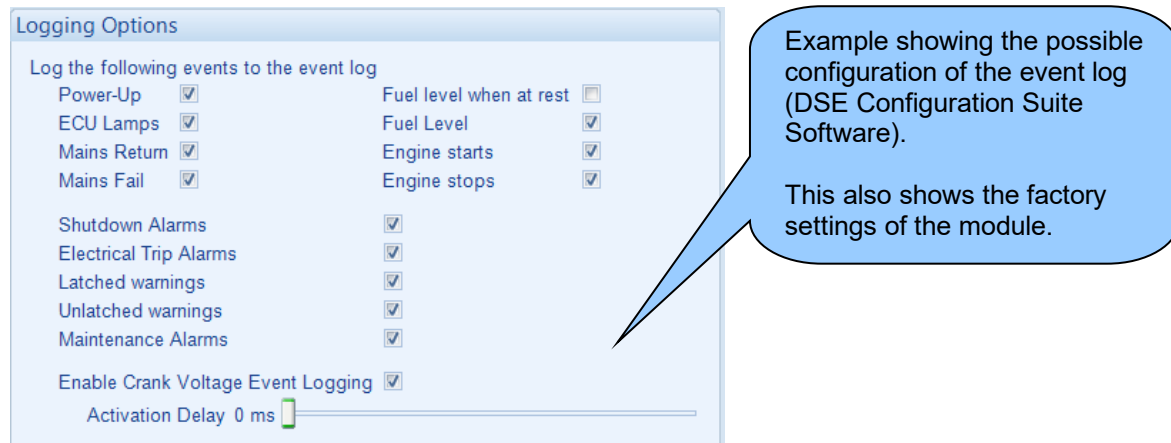 Logging Options
Log the following events to the event log
Power-Up
Fuel level when at rest
ECU Lamps
Fuel Level
Mains Return
Engine starts
Mains Fail
Engine stops
Shutdown Alarms
Electrical Trip Alarms
Latched warnings
Unlatched warnings
Maintenance Alarms
Enable Crank Voltage Event Logging
Activation Delay 0 ms
Example showing the possible
configuration of the event log
(DSE Configuration Suite
Software).
This also shows the factory
settings of the module.